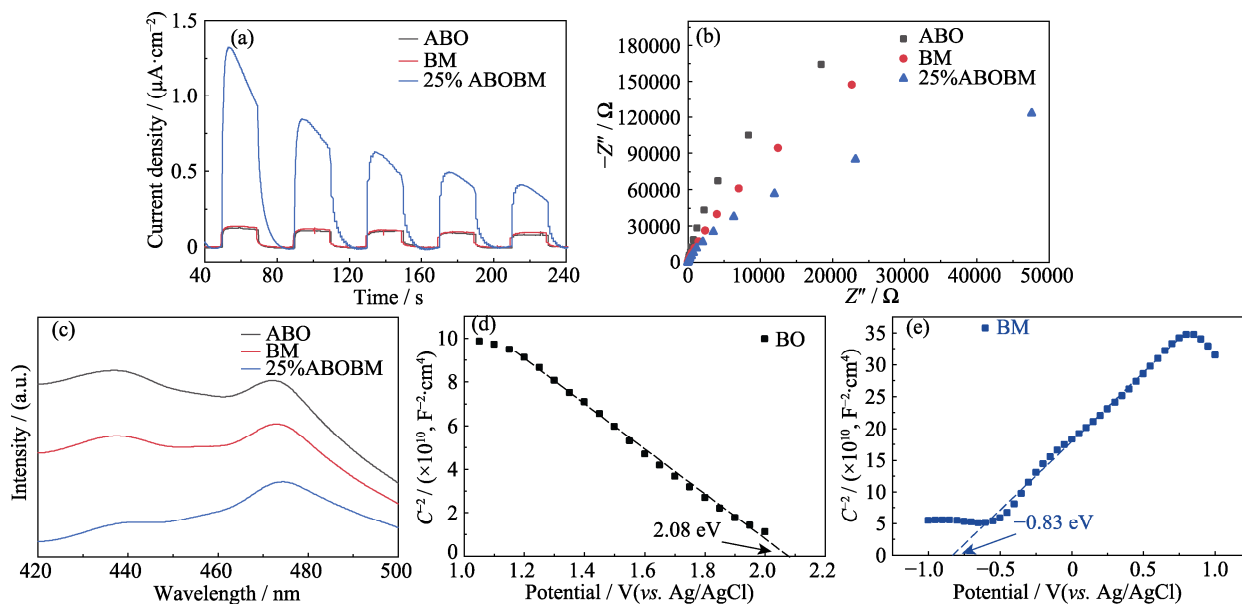 (a)
ABO
BM
25% ABOBM
Current density / (μA·cm⁻²)
1.5
1.0
0.5
0
40 80 120 160 200 240
Time / s
(b)
ABO
BM
25%ABOBM
−Z″ / Ω
180000
150000
120000
90000
60000
30000
0
0 10000 20000 30000 40000 50000
Z″ / Ω
(c)
ABO
BM
25%ABOBM
Intensity / (a.u.)
420 440 460 480 500
Wavelength / nm
(d)
BO
C⁻² / (×10¹⁰, F⁻²·cm⁴)
10
8
6
4
2
0
2.08 eV
1.0 1.2 1.4 1.6 1.8 2.0 2.2
Potential / V(vs. Ag/AgCl)
(e)
BM
C⁻² / (×10¹⁰, F⁻²·cm⁴)
35
30
25
20
15
10
5
0
−0.83 eV
−1.0 −0.5 0 0.5 1.0
Potential / V(vs. Ag/AgCl)